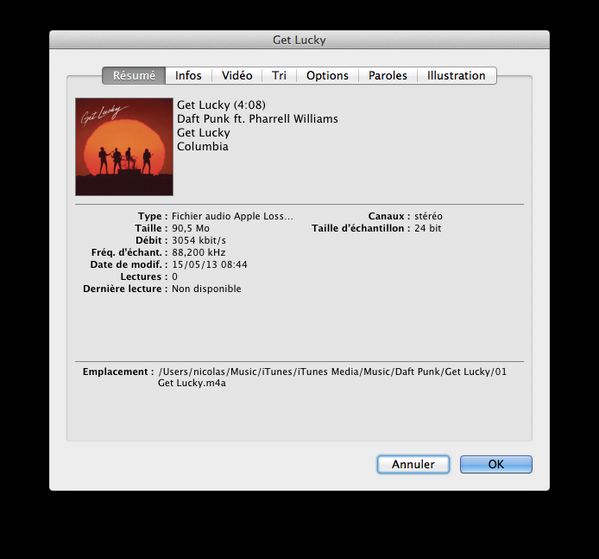 Get Lucky
Résumé Infos Vidéo Tri Options Paroles Illustration
Get Lucky
Get Lucky (4:08)
Daft Punk ft. Pharrell Williams
Get Lucky
Columbia
Type : Fichier audio Apple Loss... Canaux : stéréo
Taille : 90,5 Mo Taille d'échantillon : 24 bit
Débit : 3054 kbit/s
Fréq. d'échant. : 88,200 kHz
Date de modif. : 15/05/13 08:44
Lectures : 0
Dernière lecture : Non disponible
Emplacement : /Users/nicolas/Music/iTunes/iTunes Media/Music/Daft Punk/Get Lucky/01
Get Lucky.m4a
Annuler OK